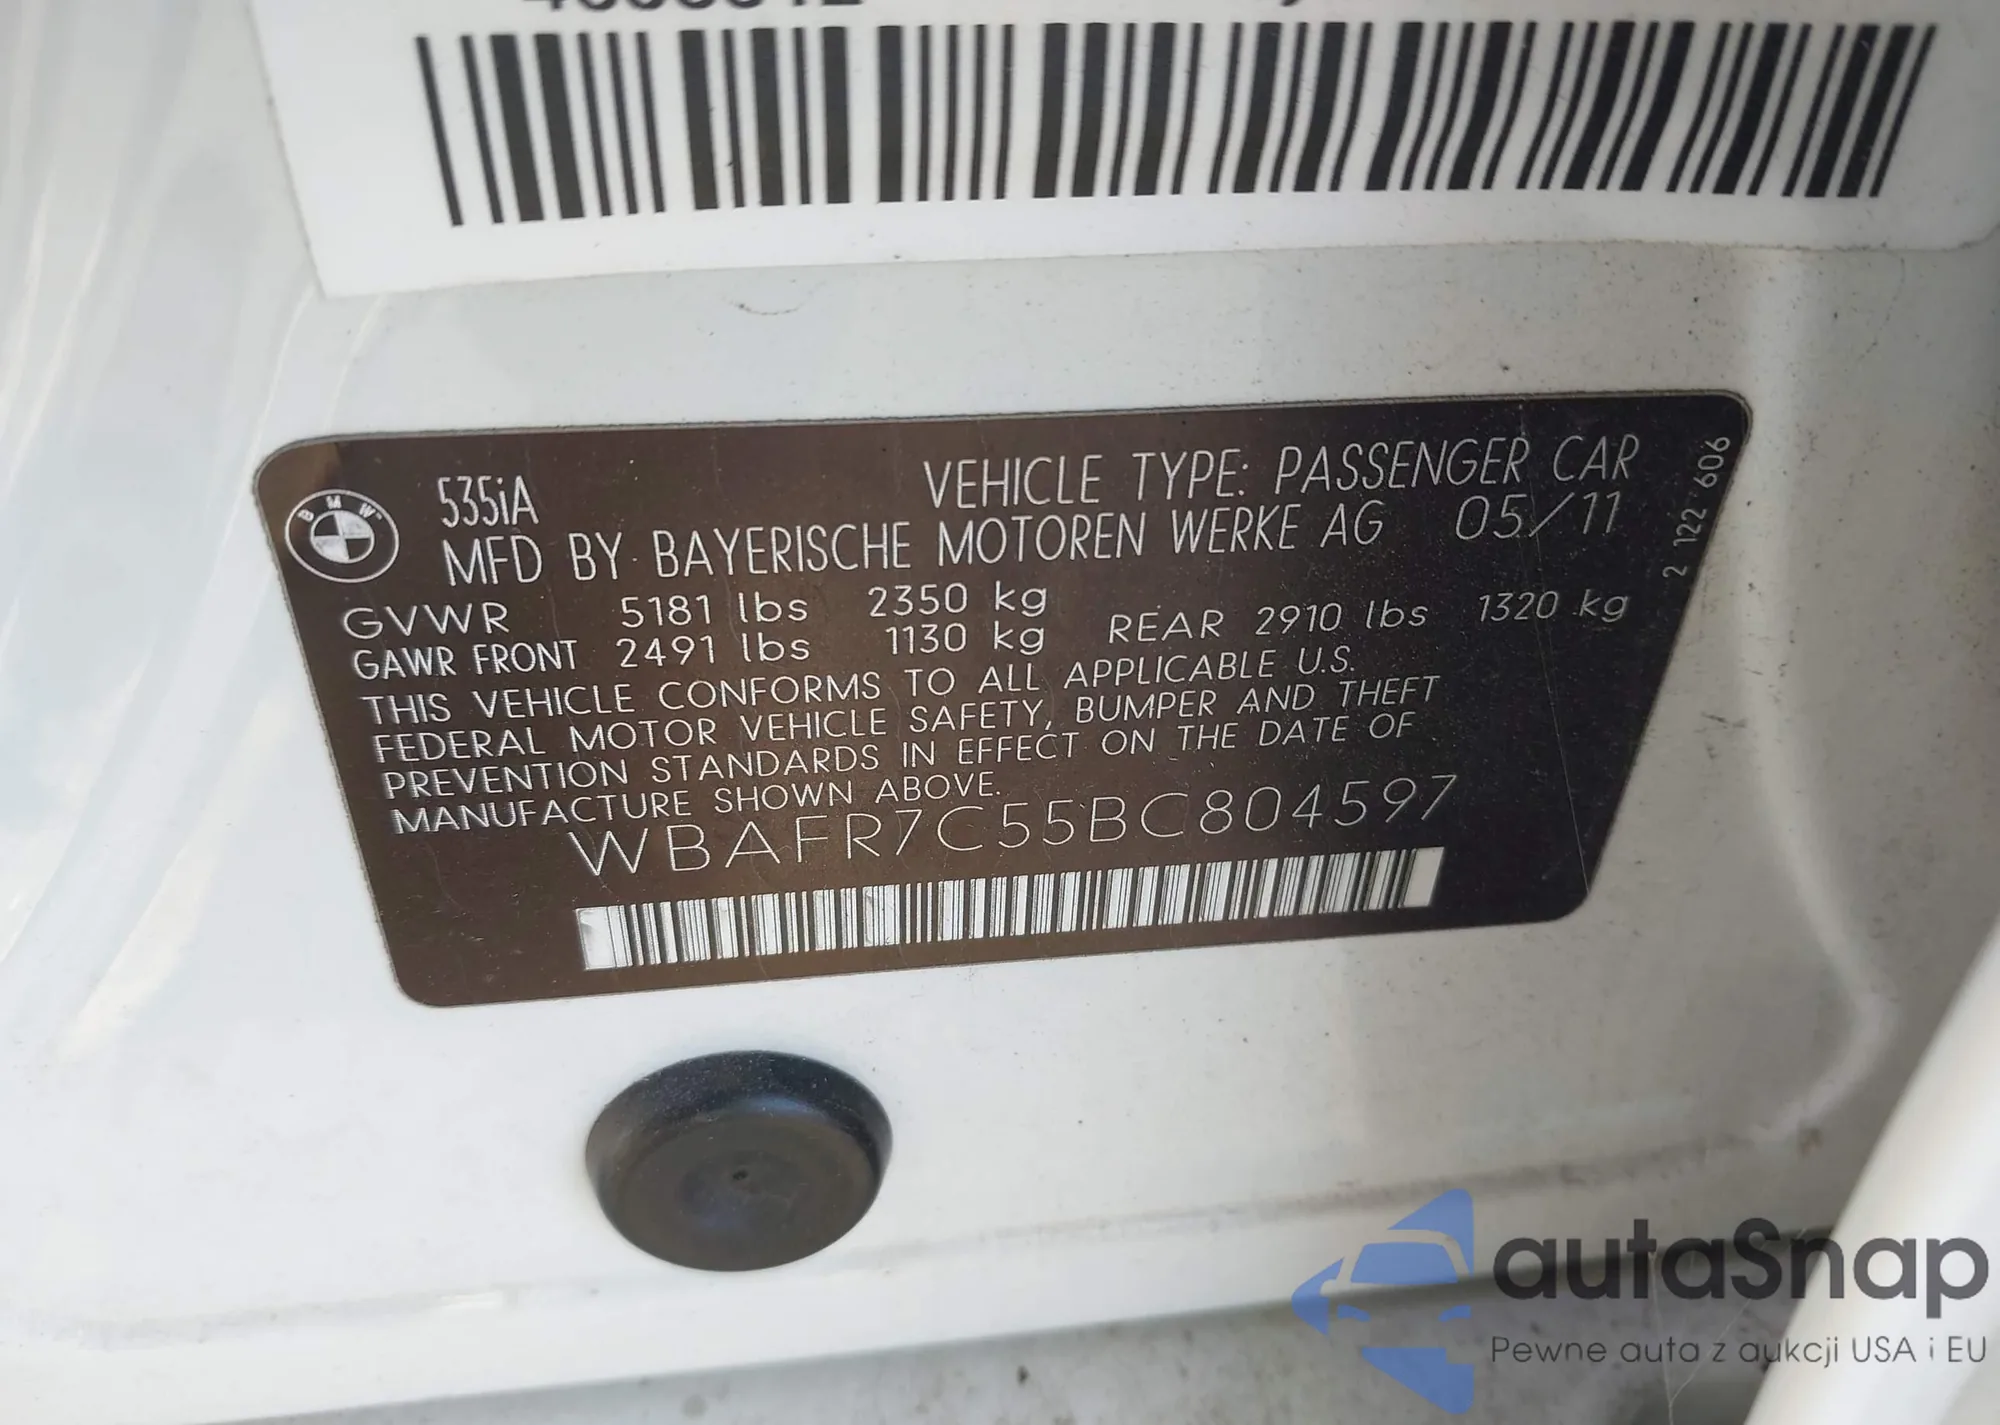 535iA
VEHICLE TYPE: PASSENGER CAR
MFD BY BAYERISCHE MOTOREN WERKE AG 05/11
GVWR 5181 lbs 2350 kg
GAWR FRONT 2491 lbs 1130 kg REAR 2910 lbs 1320 kg
THIS VEHICLE CONFORMS TO ALL APPLICABLE U.S.
FEDERAL MOTOR VEHICLE SAFETY, BUMPER AND THEFT
PREVENTION STANDARDS IN EFFECT ON THE DATE OF
MANUFACTURE SHOWN ABOVE.
WBAFR7C55BC804597
2 122 606
BMW
autaSnap
Pewne auta z aukcji USA i EU